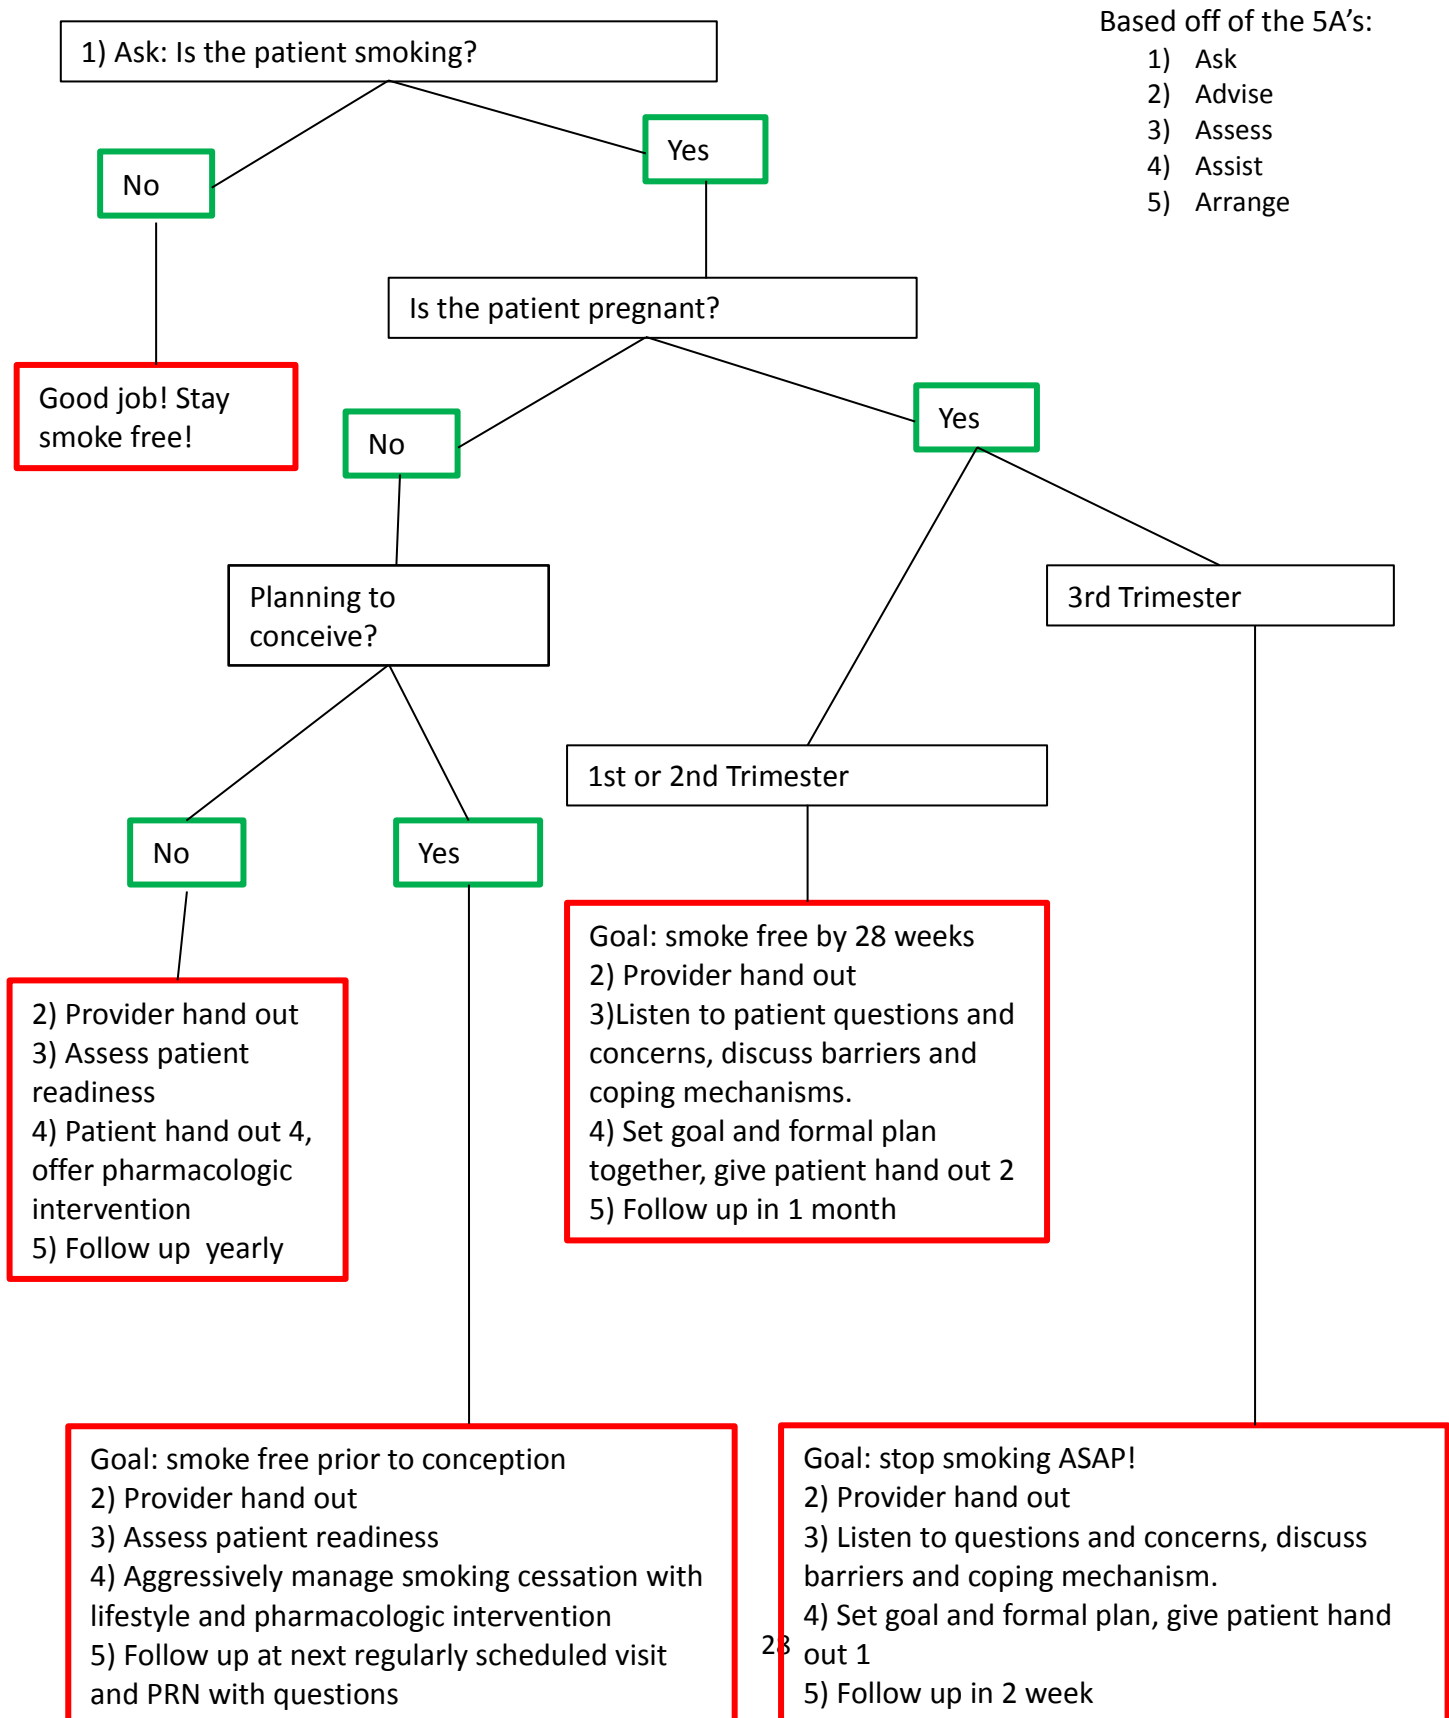 Based off of the 5A's:
1) Ask
2) Advise
3) Assess
4) Assist
5) Arrange
1) Ask: Is the patient smoking?
No
Yes
Good job! Stay
smoke free!
Is the patient pregnant?
No
Yes
Planning to
conceive?
3rd Trimester
1st or 2nd Trimester
No
Yes
2) Provider hand out
3) Assess patient
readiness
4) Patient hand out 4,
offer pharmacologic
intervention
5) Follow up  yearly
Goal: smoke free by 28 weeks
2) Provider hand out
3)Listen to patient questions and
concerns, discuss barriers and
coping mechanisms.
4) Set goal and formal plan
together, give patient hand out 2
5) Follow up in 1 month
Goal: smoke free prior to conception
2) Provider hand out
3) Assess patient readiness
4) Aggressively manage smoking cessation with
lifestyle and pharmacologic intervention
5) Follow up at next regularly scheduled visit
and PRN with questions
Goal: stop smoking ASAP!
2) Provider hand out
3) Listen to questions and concerns, discuss
barriers and coping mechanism.
4) Set goal and formal plan, give patient hand
out 1
5) Follow up in 2 week
28